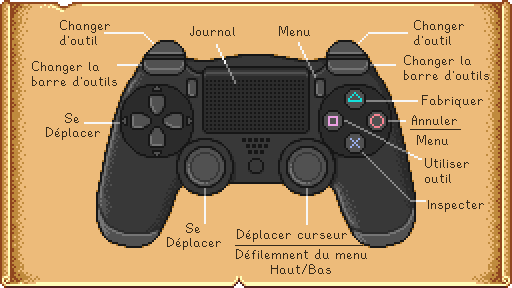 Changer
d'outil
Journal
Menu
Changer
d'outil
Changer la
barre d'outils
Changer la
barre d'outils
Fabriquer
Se
Déplacer
Annuler
Menu
Utiliser
outil
Inspecter
Se
Déplacer
Déplacer curseur
Défilemnent du menu
Haut/Bas